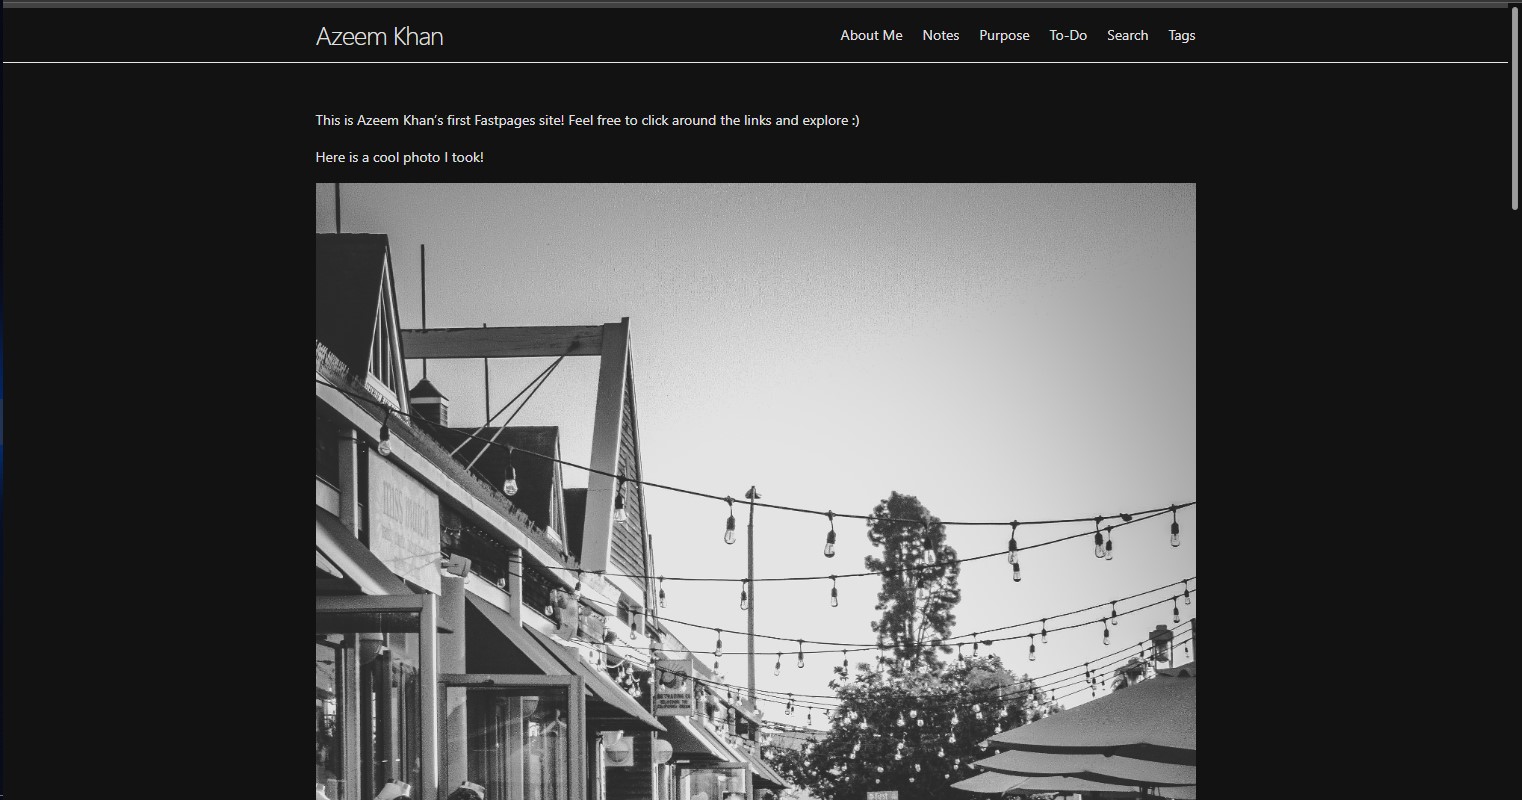 Azeem Khan
About Me Notes Purpose To-Do Search Tags
This is Azeem Khan's first Fastpages site! Feel free to click around the links and explore :)
Here is a cool photo I took!